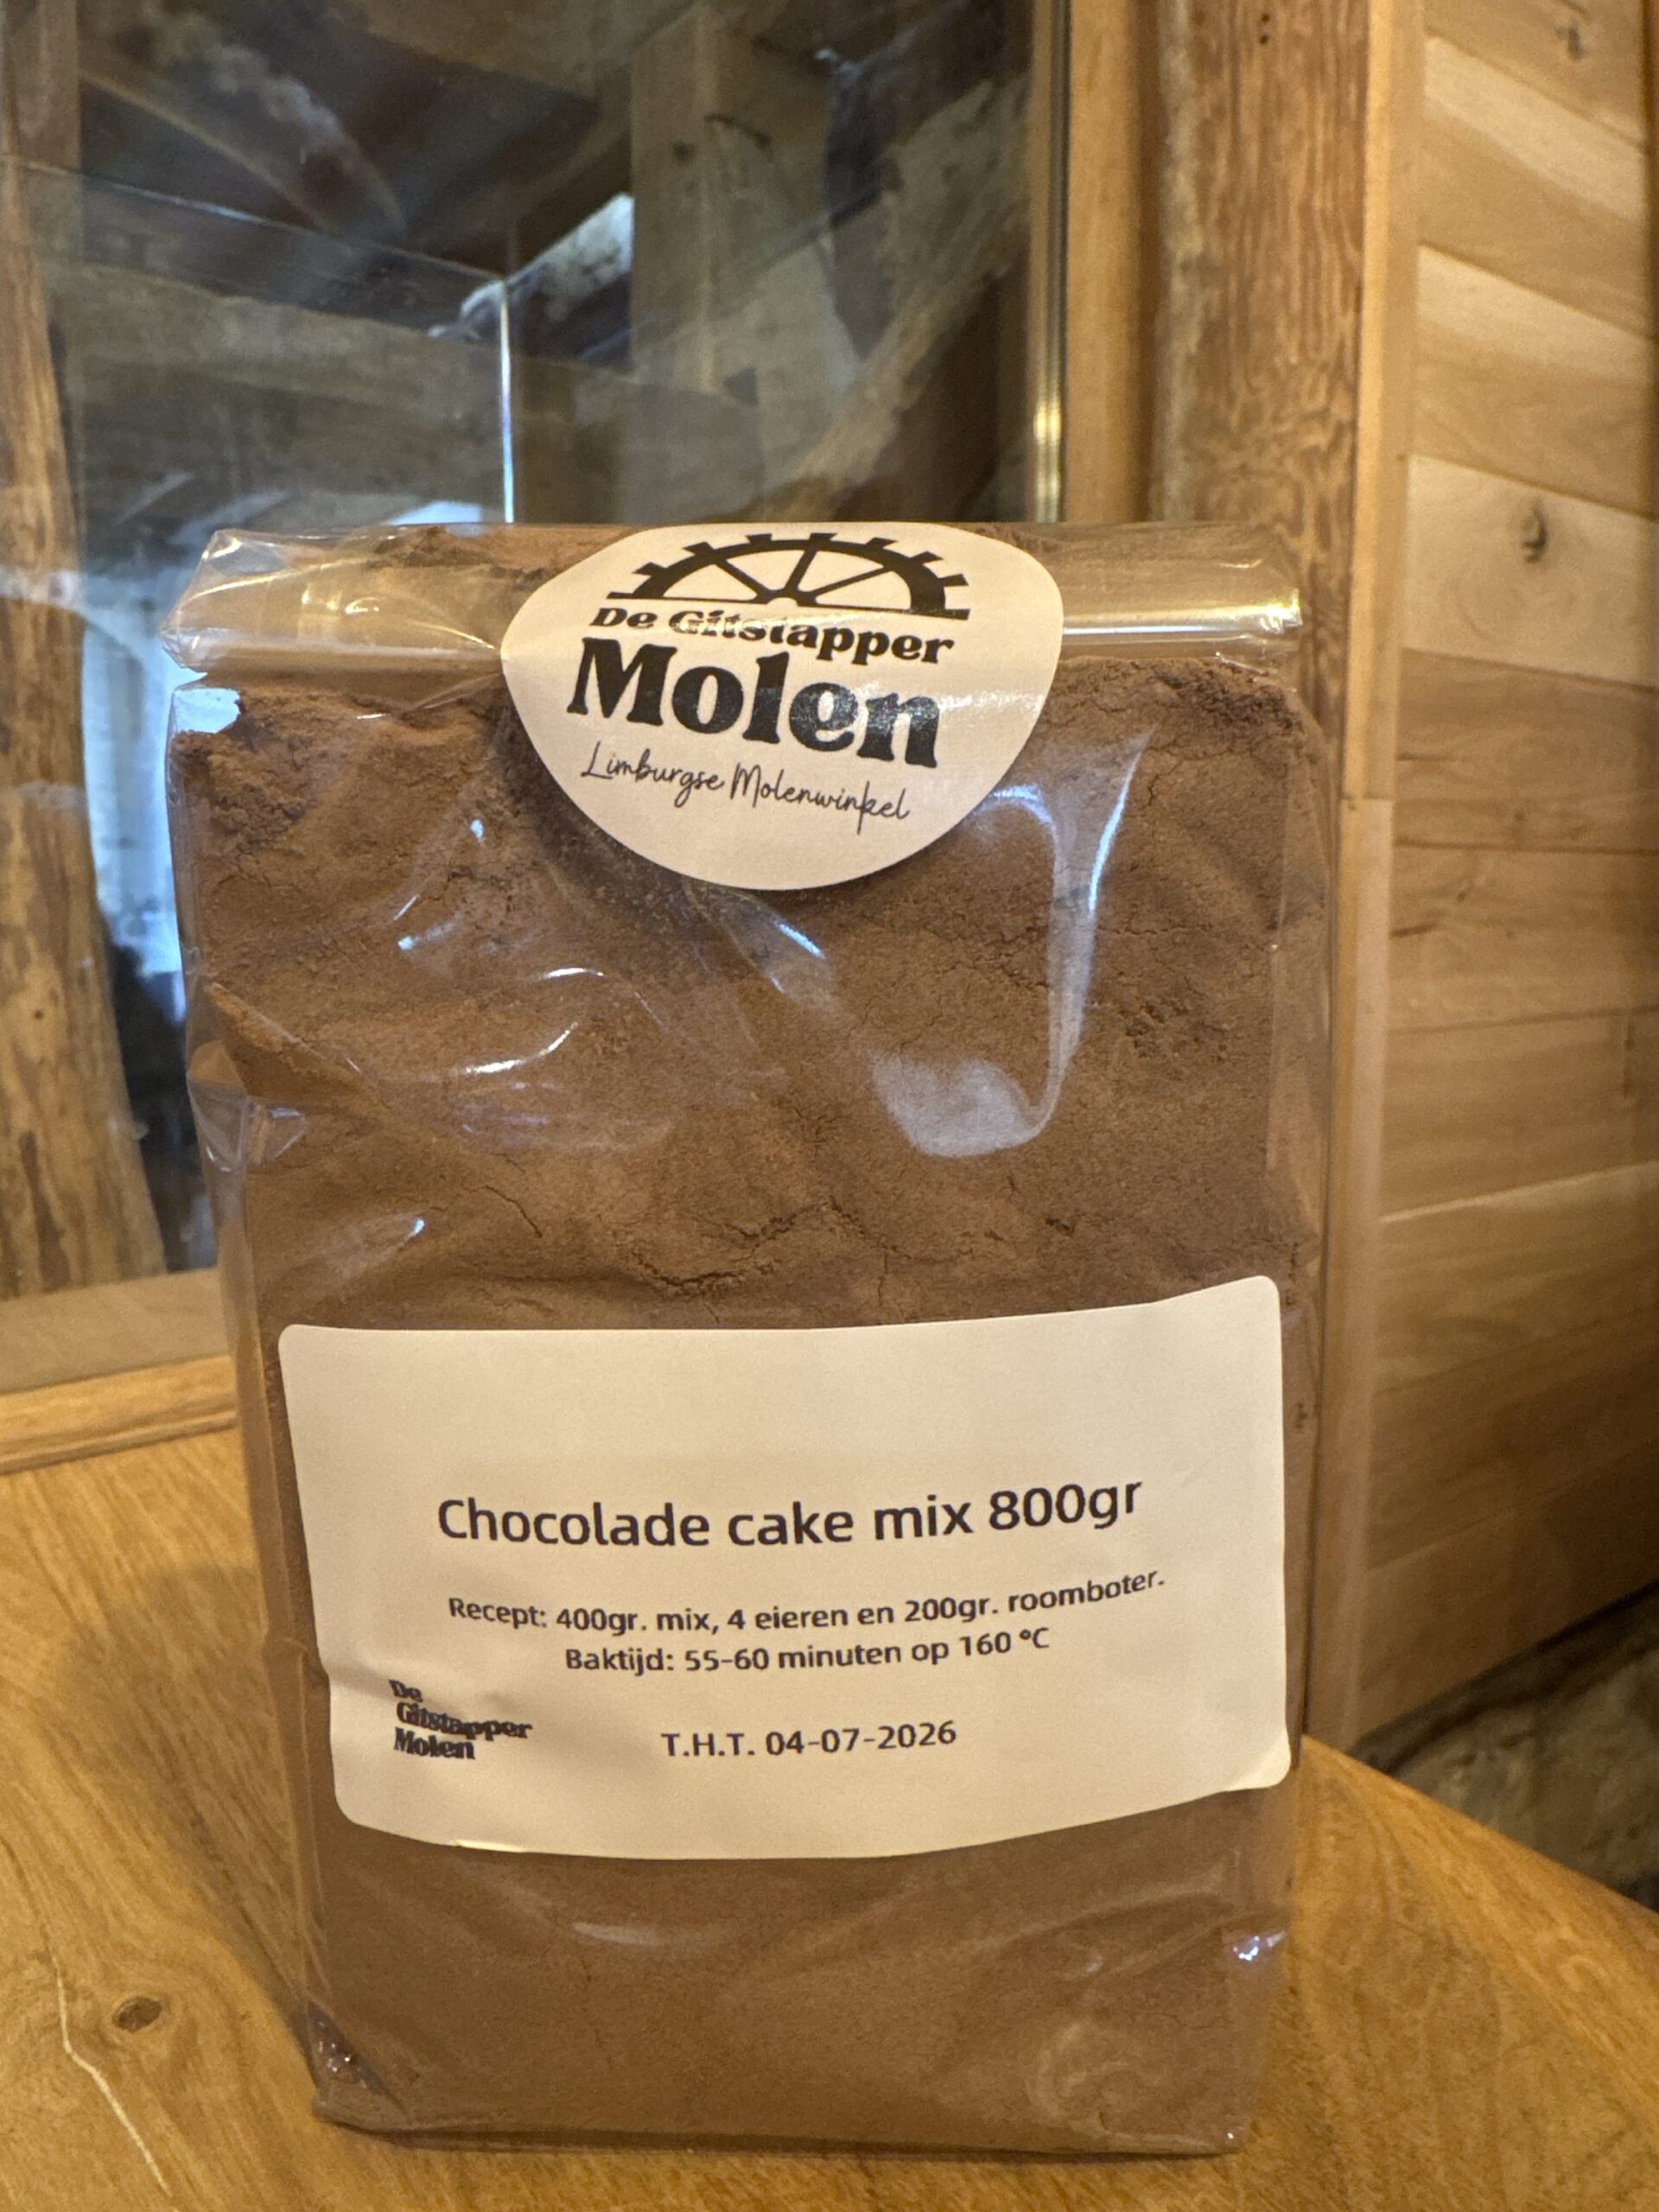 De Gitstapper
Molen
Limburgse Molenwinkel
Chocolade cake mix 800gr
Recept: 400gr. mix, 4 eieren en 200gr. roomboter.
Baktijd: 55-60 minuten op 160 °C
De
Gitstapper
Molen
T.H.T. 04-07-2026